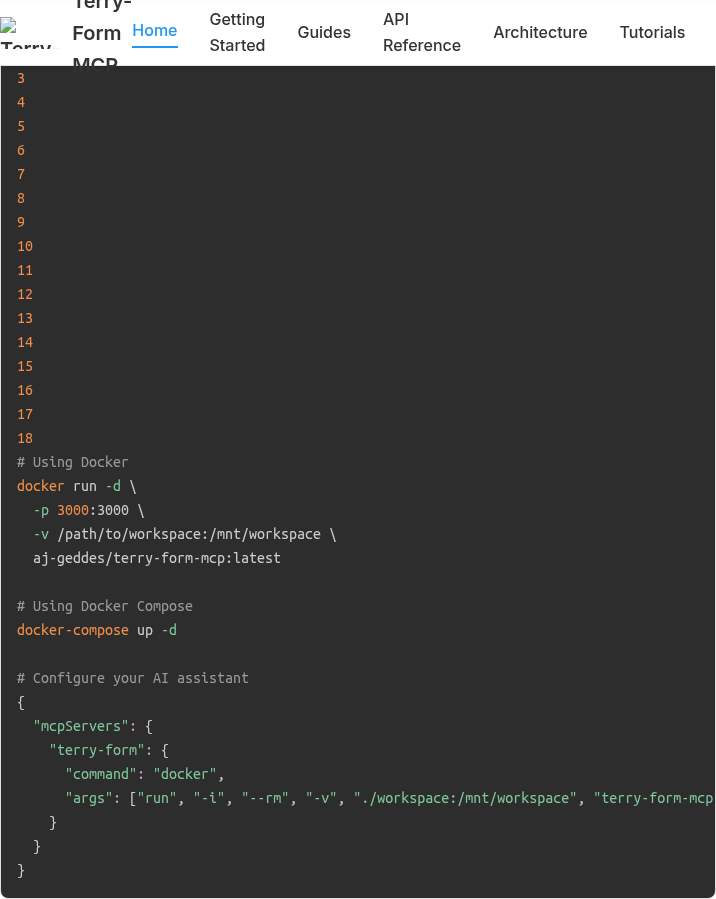 Terry-
Form
MCP
Terry-
Home
Getting
Started
Guides
API
Reference
Architecture
Tutorials
3
4
5
6
7
8
9
10
11
12
13
14
15
16
17
18
# Using Docker
docker run -d \
  -p 3000:3000 \
  -v /path/to/workspace:/mnt/workspace \
  aj-geddes/terry-form-mcp:latest
# Using Docker Compose
docker-compose up -d
# Configure your AI assistant
{
  "mcpServers": {
    "terry-form": {
      "command": "docker",
      "args": ["run", "-i", "--rm", "-v", "./workspace:/mnt/workspace", "terry-form-mcp
    }
  }
}